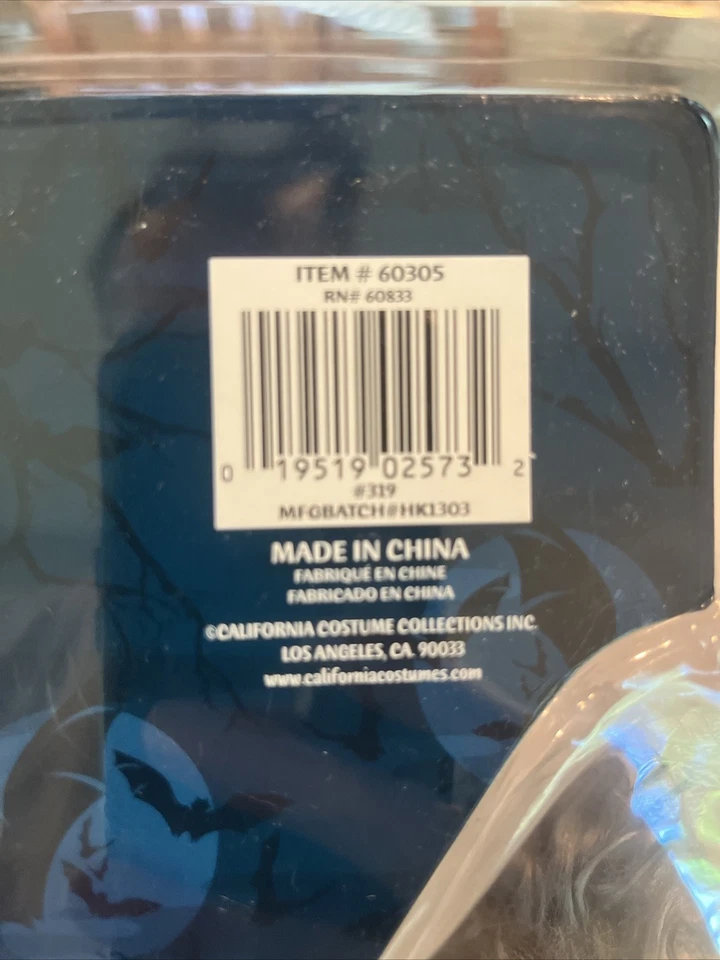 ITEM # 60305
RN# 60833
0 19519 02573 2
#319
MFGBATCH#HK1303
MADE IN CHINA
FABRIQUÉ EN CHINE
FABRICADO EN CHINA
©CALIFORNIA COSTUME COLLECTIONS INC.
LOS ANGELES, CA 90033
www.californiacostumes.com